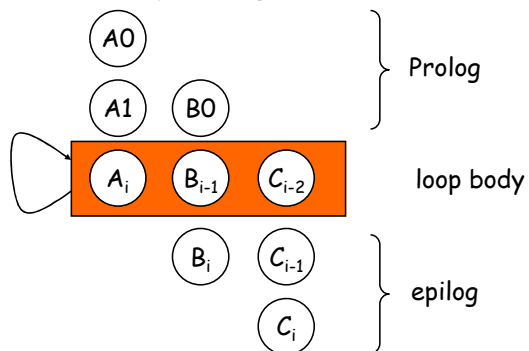 A0
Prolog
A1 B0
Ai Bi-1 Ci-2 loop body
Bi Ci-1
epilog
Ci